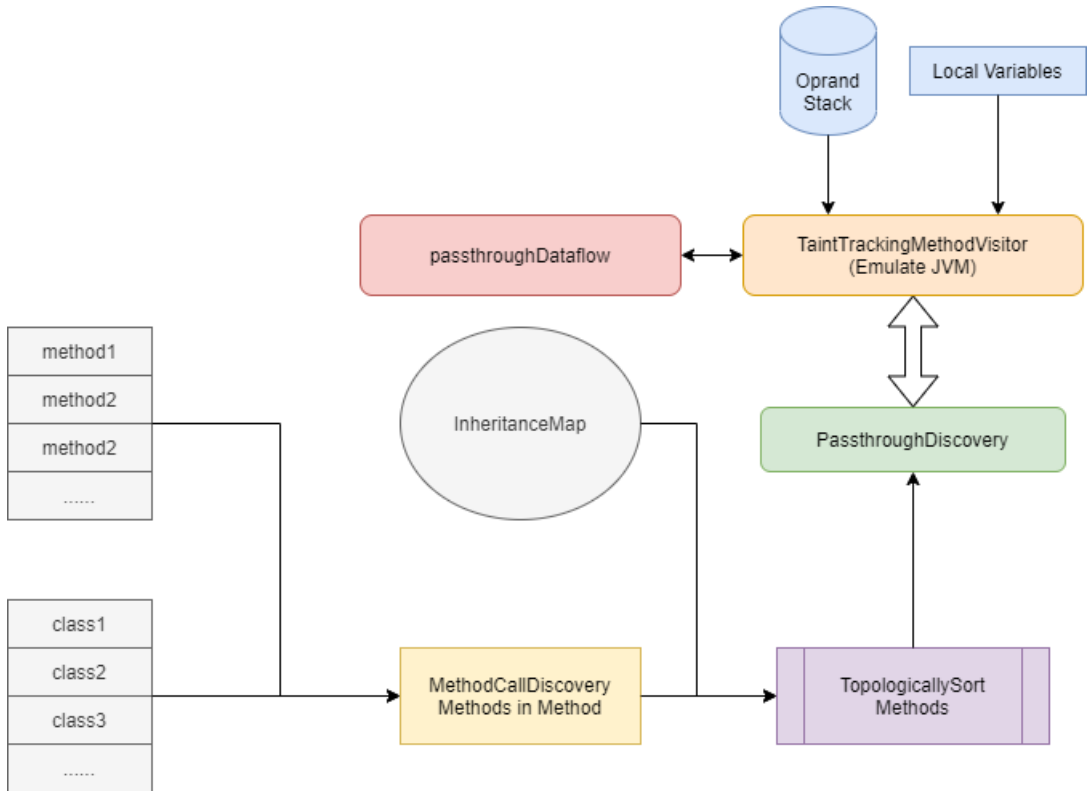 Oprand
Stack
Local Variables
passthroughDataflow
TaintTrackingMethodVisitor
(Emulate JVM)
method1
method2
method2
......
InheritanceMap
PassthroughDiscovery
class1
class2
class3
......
MethodCallDiscovery
Methods in Method
TopologicallySort
Methods